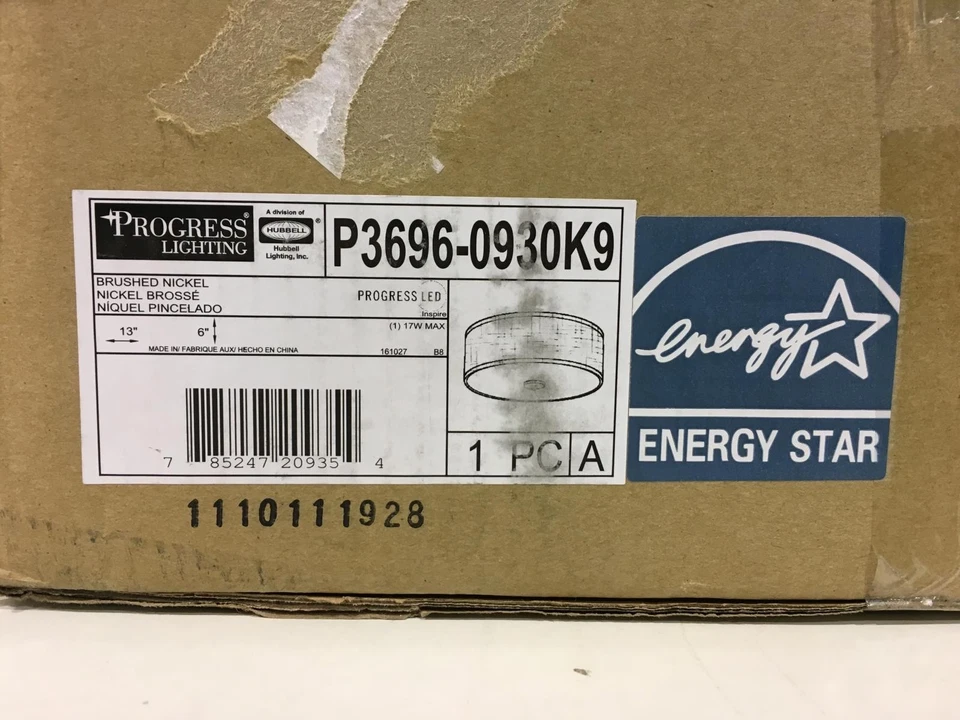 PROGRESS®
LIGHTING
A division of
HUBBELL®
Hubbell
Lighting, Inc.
P3696-0930K9
BRUSHED NICKEL
NICKEL BROSSÉ
NÍQUEL PINCELADO
PROGRESS LED
Inspire
13" 6"
(1) 17W MAX
MADE IN/ FABRIQUE AUX/ HECHO EN CHINA 161027 B8
7 85247 20935 4
1 PC A
energy
ENERGY STAR
1110111928